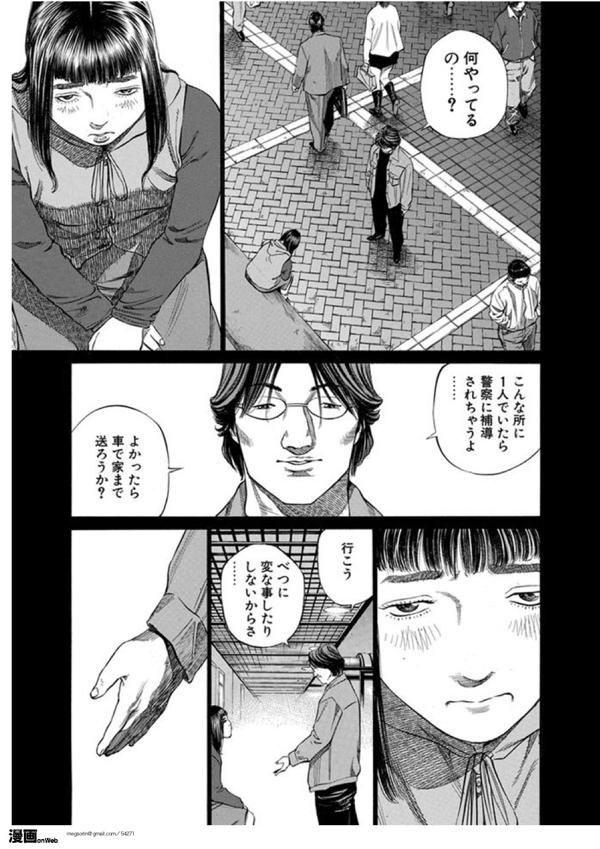 何やってる
の……？
こんな所に
1人でいたら
警察に補導
されちゃうよ
……
よかったら
車で家まで
送ろうか？
行こう
べつに
変な事したり
しないからさ
……
漫画onWeb
megaorin@gmail.com/54271